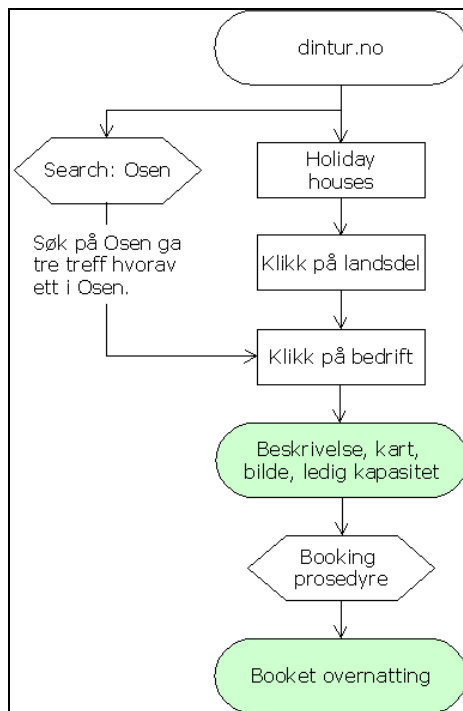 dintur.no
Search: Osen
Holiday
houses
Søk på Osen ga
tre treff hvorav
ett i Osen.
Klikk på landsdel
Klikk på bedrift
Beskrivelse, kart,
bilde, ledig kapasitet
Booking
prosedyre
Booket overnatting